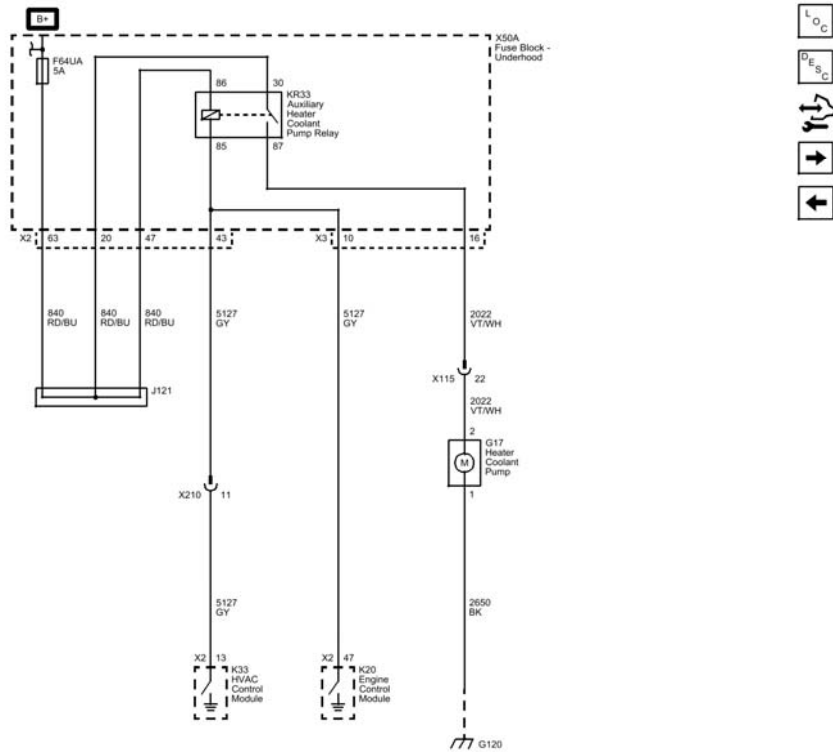 B+
X50A
Fuse Block -
Underhood
F64UA
5A
86
30
KR33
Auxiliary
Heater
Coolant
Pump Relay
85
87
X2
63
20
47
43
X3
10
16
840
RD/BU
840
RD/BU
840
RD/BU
5127
GY
5127
GY
2022
VT/WH
J121
X115
22
2022
VT/WH
2
G17
Heater
Coolant
Pump
M
1
X210
11
5127
GY
2650
BK
X2
13
K33
HVAC
Control
Module
X2
47
K20
Engine
Control
Module
G120
LOC
DESC